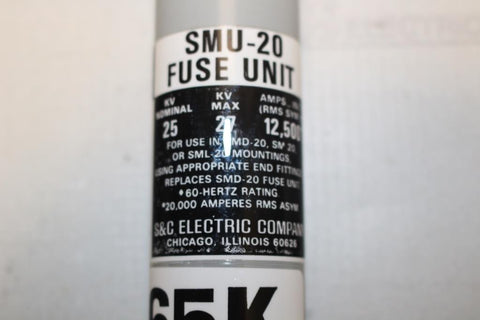 SMU-20
FUSE UNIT
KV KV AMPS.
NOMINAL MAX (RMS SYM
25 27 12,500
FOR USE IN SMD-20, 20
OR SML-20 MOUNTINGS
USING APPROPRIATE END FITTINGS
REPLACES SMD-20 FUSE UNIT
*60-HERTZ RATING
*20,000 AMPERES RMS ASYM
S&C ELECTRIC COMPANY
CHICAGO, ILLINOIS 60626
65K